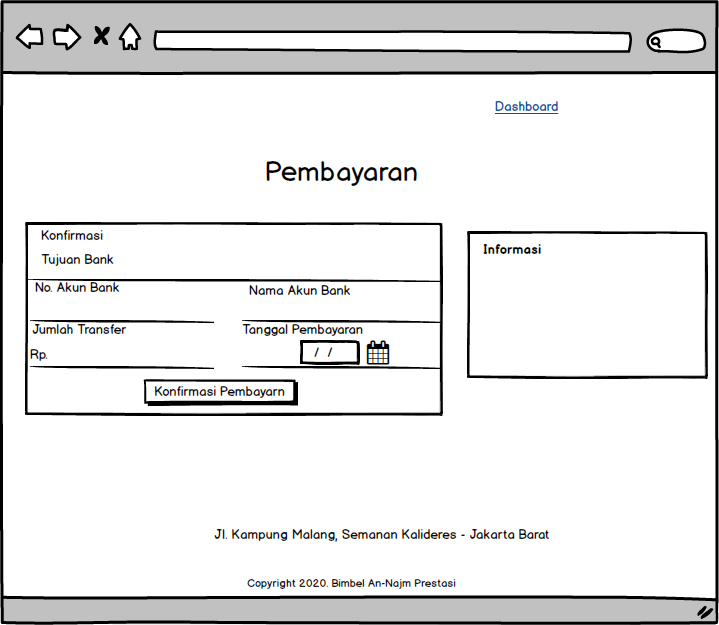 Dashboard
Pembayaran
Konfirmasi
Tujuan Bank
No. Akun Bank
Nama Akun Bank
Jumlah Transfer
Tanggal Pembayaran
Rp.
/ /
Konfirmasi Pembayarn
Informasi
Jl. Kampung Malang, Semanan Kalideres - Jakarta Barat
Copyright 2020. Bimbel An-Najm Prestasi